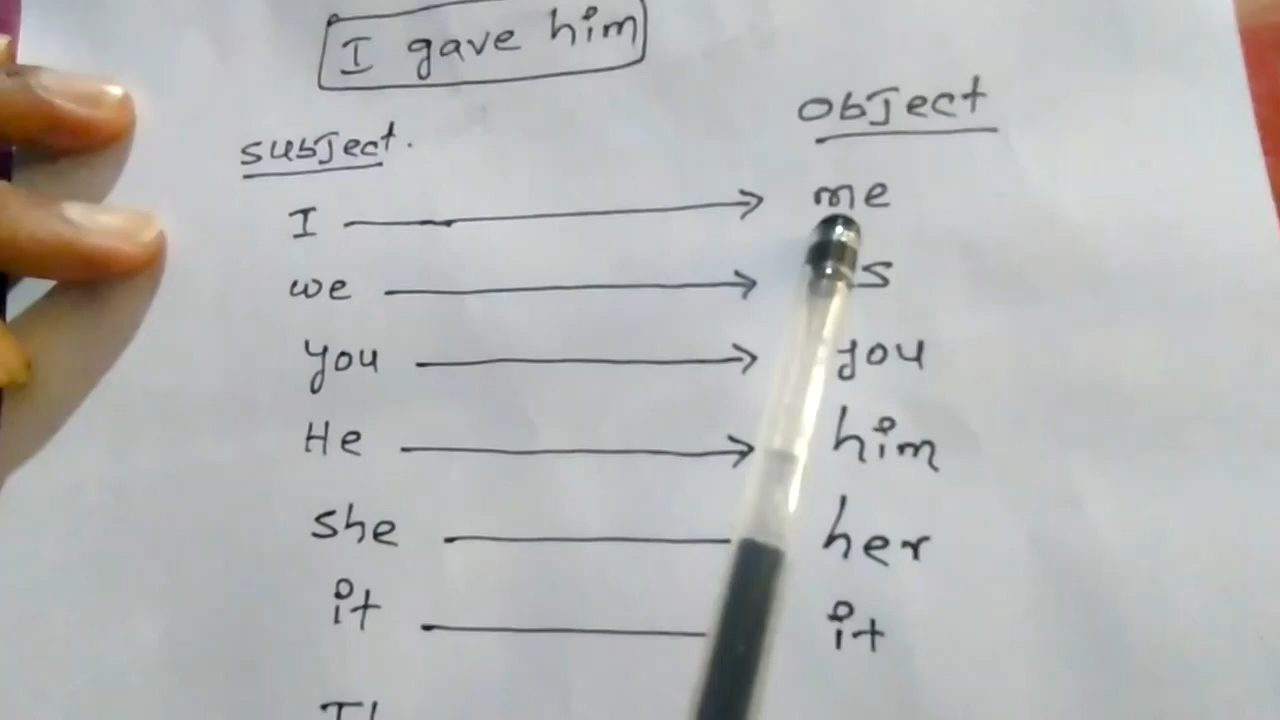 I gave him
subject. object
I me
we s
you you
He him
she her
it it